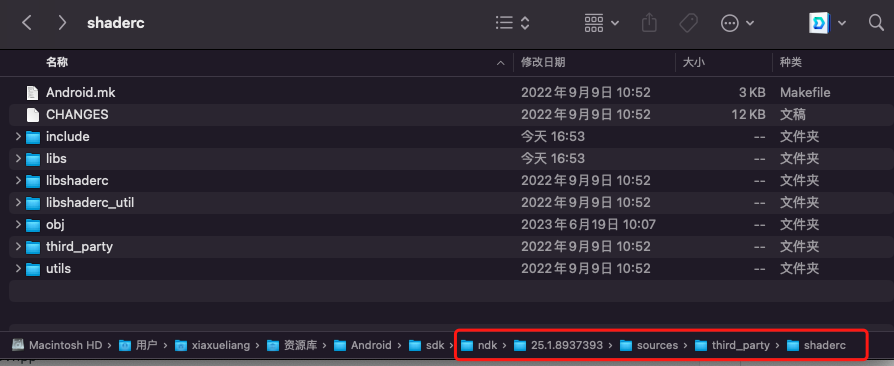 shaderc
名称 修改日期 大小 种类
Android.mk 2022年9月9日 10:52 3 KB Makefile
CHANGES 2022年9月9日 10:52 12 KB 文稿
include 今天 16:53 -- 文件夹
libs 今天 16:53 -- 文件夹
libshaderc 2022年9月9日 10:52 -- 文件夹
libshaderc_util 2022年9月9日 10:52 -- 文件夹
obj 2023年6月19日 10:07 -- 文件夹
third_party 2022年9月9日 10:52 -- 文件夹
utils 2022年9月9日 10:52 -- 文件夹
Macintosh HD › 用户 › xiaxueliang › 资源库 › Android › sdk › ndk › 25.1.8937393 › sources › third_party › shaderc